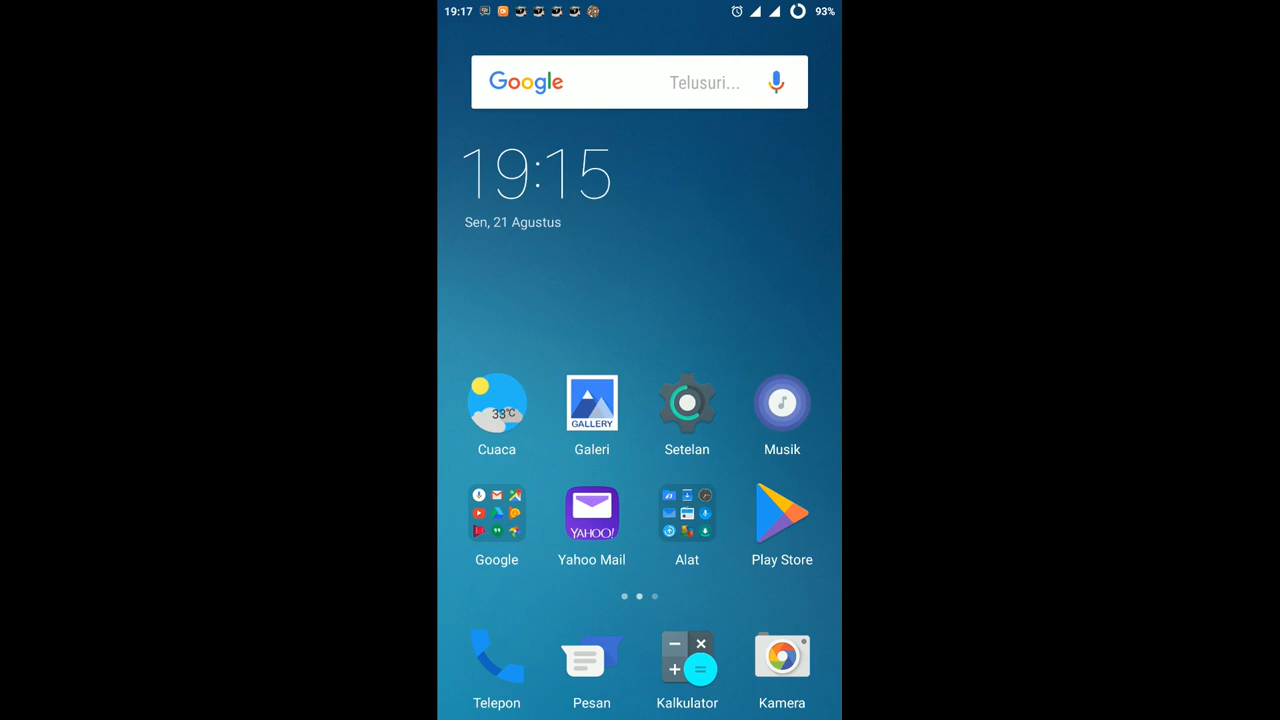 19:17 93%
Google Telusuri...
19:15
Sen, 21 Agustus
33°C
GALLERY
Cuaca Galeri Setelan Musik
YAHOO!
Google Yahoo Mail Alat Play Store
Telepon Pesan Kalkulator Kamera